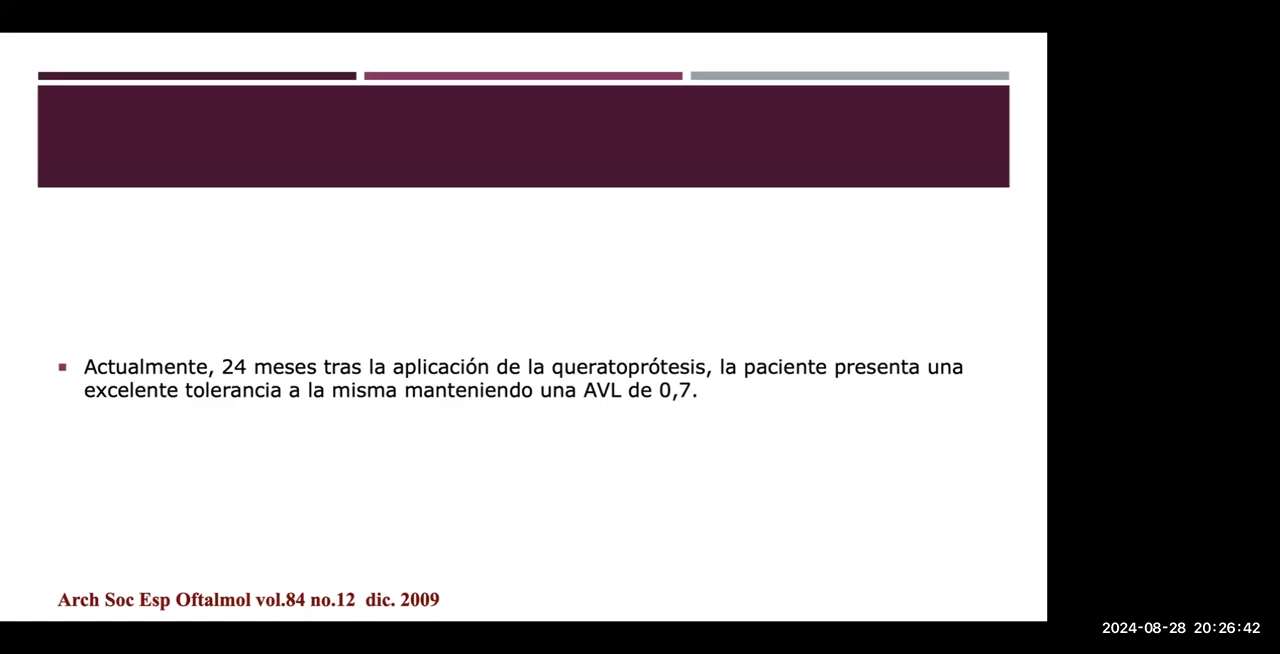 Actualmente, 24 meses tras la aplicación de la queratoprótesis, la paciente presenta una
excelente tolerancia a la misma manteniendo una AVL de 0,7.
Arch Soc Esp Oftalmol vol.84 no.12 dic. 2009
2024-08-28 20:26:42